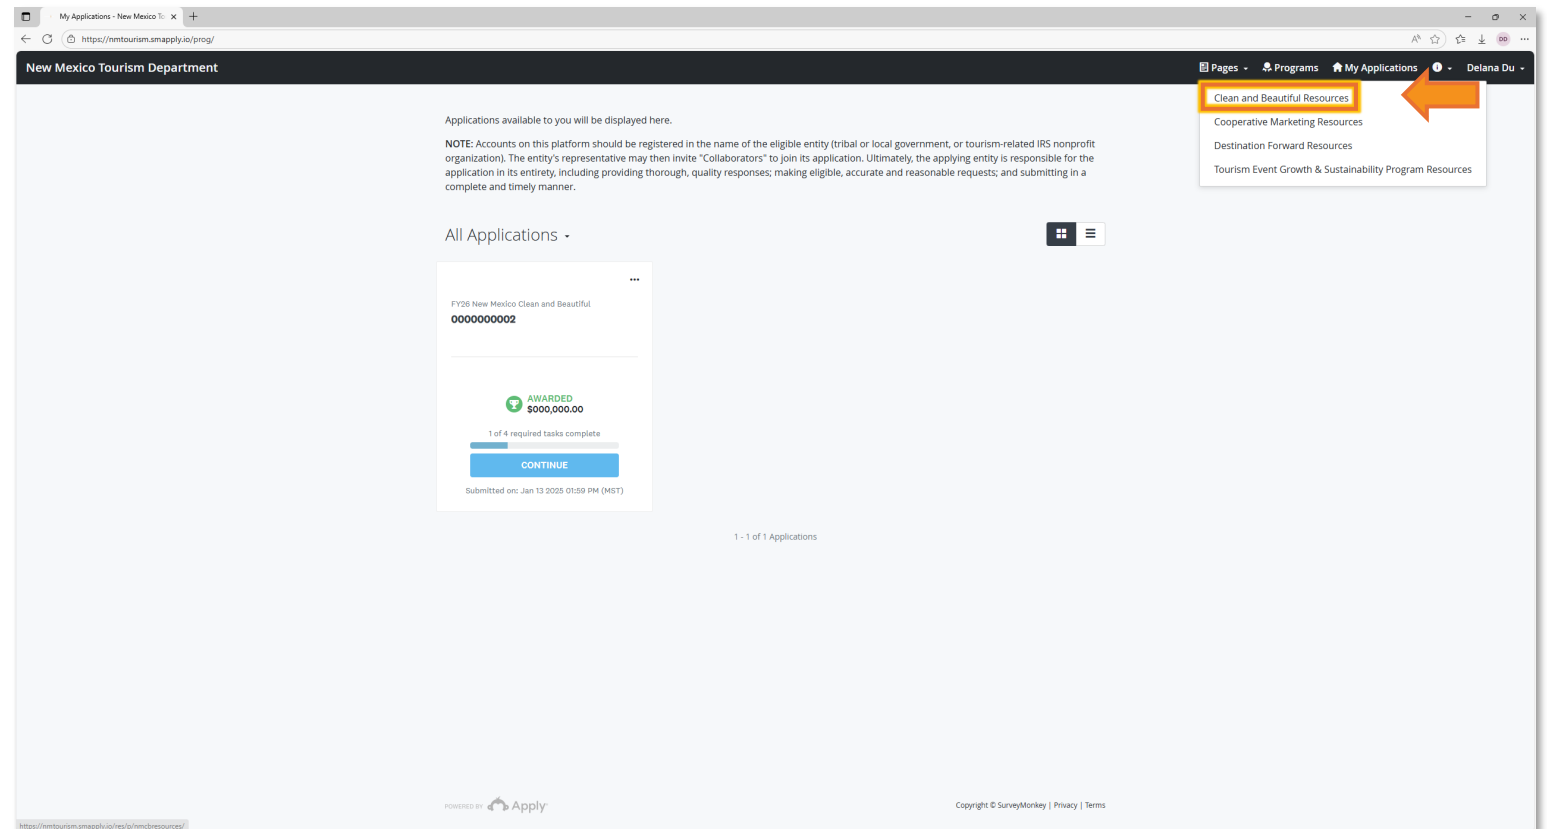 My Applications - New Mexico To
https://nmtourism.smapply.io/prog/
DD
New Mexico Tourism Department
Pages
Programs
My Applications
Delana Du
Clean and Beautiful Resources
Cooperative Marketing Resources
Destination Forward Resources
Tourism Event Growth & Sustainability Program Resources
Applications available to you will be displayed here.
NOTE: Accounts on this platform should be registered in the name of the eligible entity (tribal or local government, or tourism-related IRS nonprofit
organization). The entity's representative may then invite "Collaborators" to join its application. Ultimately, the applying entity is responsible for the
application in its entirety, including providing thorough, quality responses; making eligible, accurate and reasonable requests; and submitting in a
complete and timely manner.
All Applications
FY26 New Mexico Clean and Beautiful
0000000002
AWARDED
$000,000.00
1 of 4 required tasks complete
CONTINUE
Submitted on: Jan 13 2025 01:59 PM (MST)
1 - 1 of 1 Applications
POWERED BY Apply
Copyright © SurveyMonkey | Privacy | Terms
https://nmtourism.smapply.io/res/p/nmcbresources/